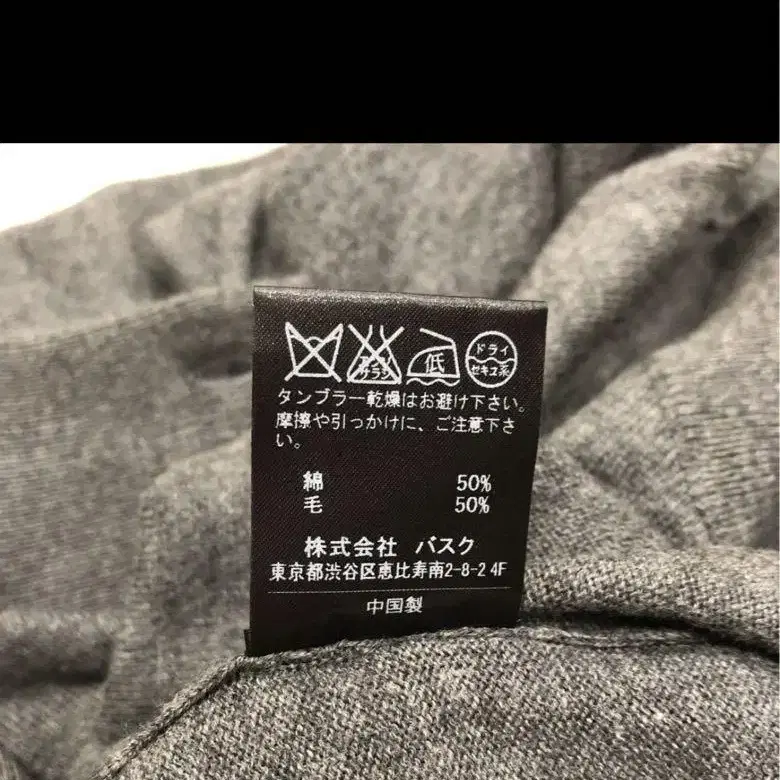 低
ドライ
セキユ系
タンブラー乾燥はお避け下さい。
摩擦や引っかけに、ご注意下さ
い。
綿 50%
毛 50%
株式会社 バスク
東京都渋谷区恵比寿南2-8-2 4F
中国製